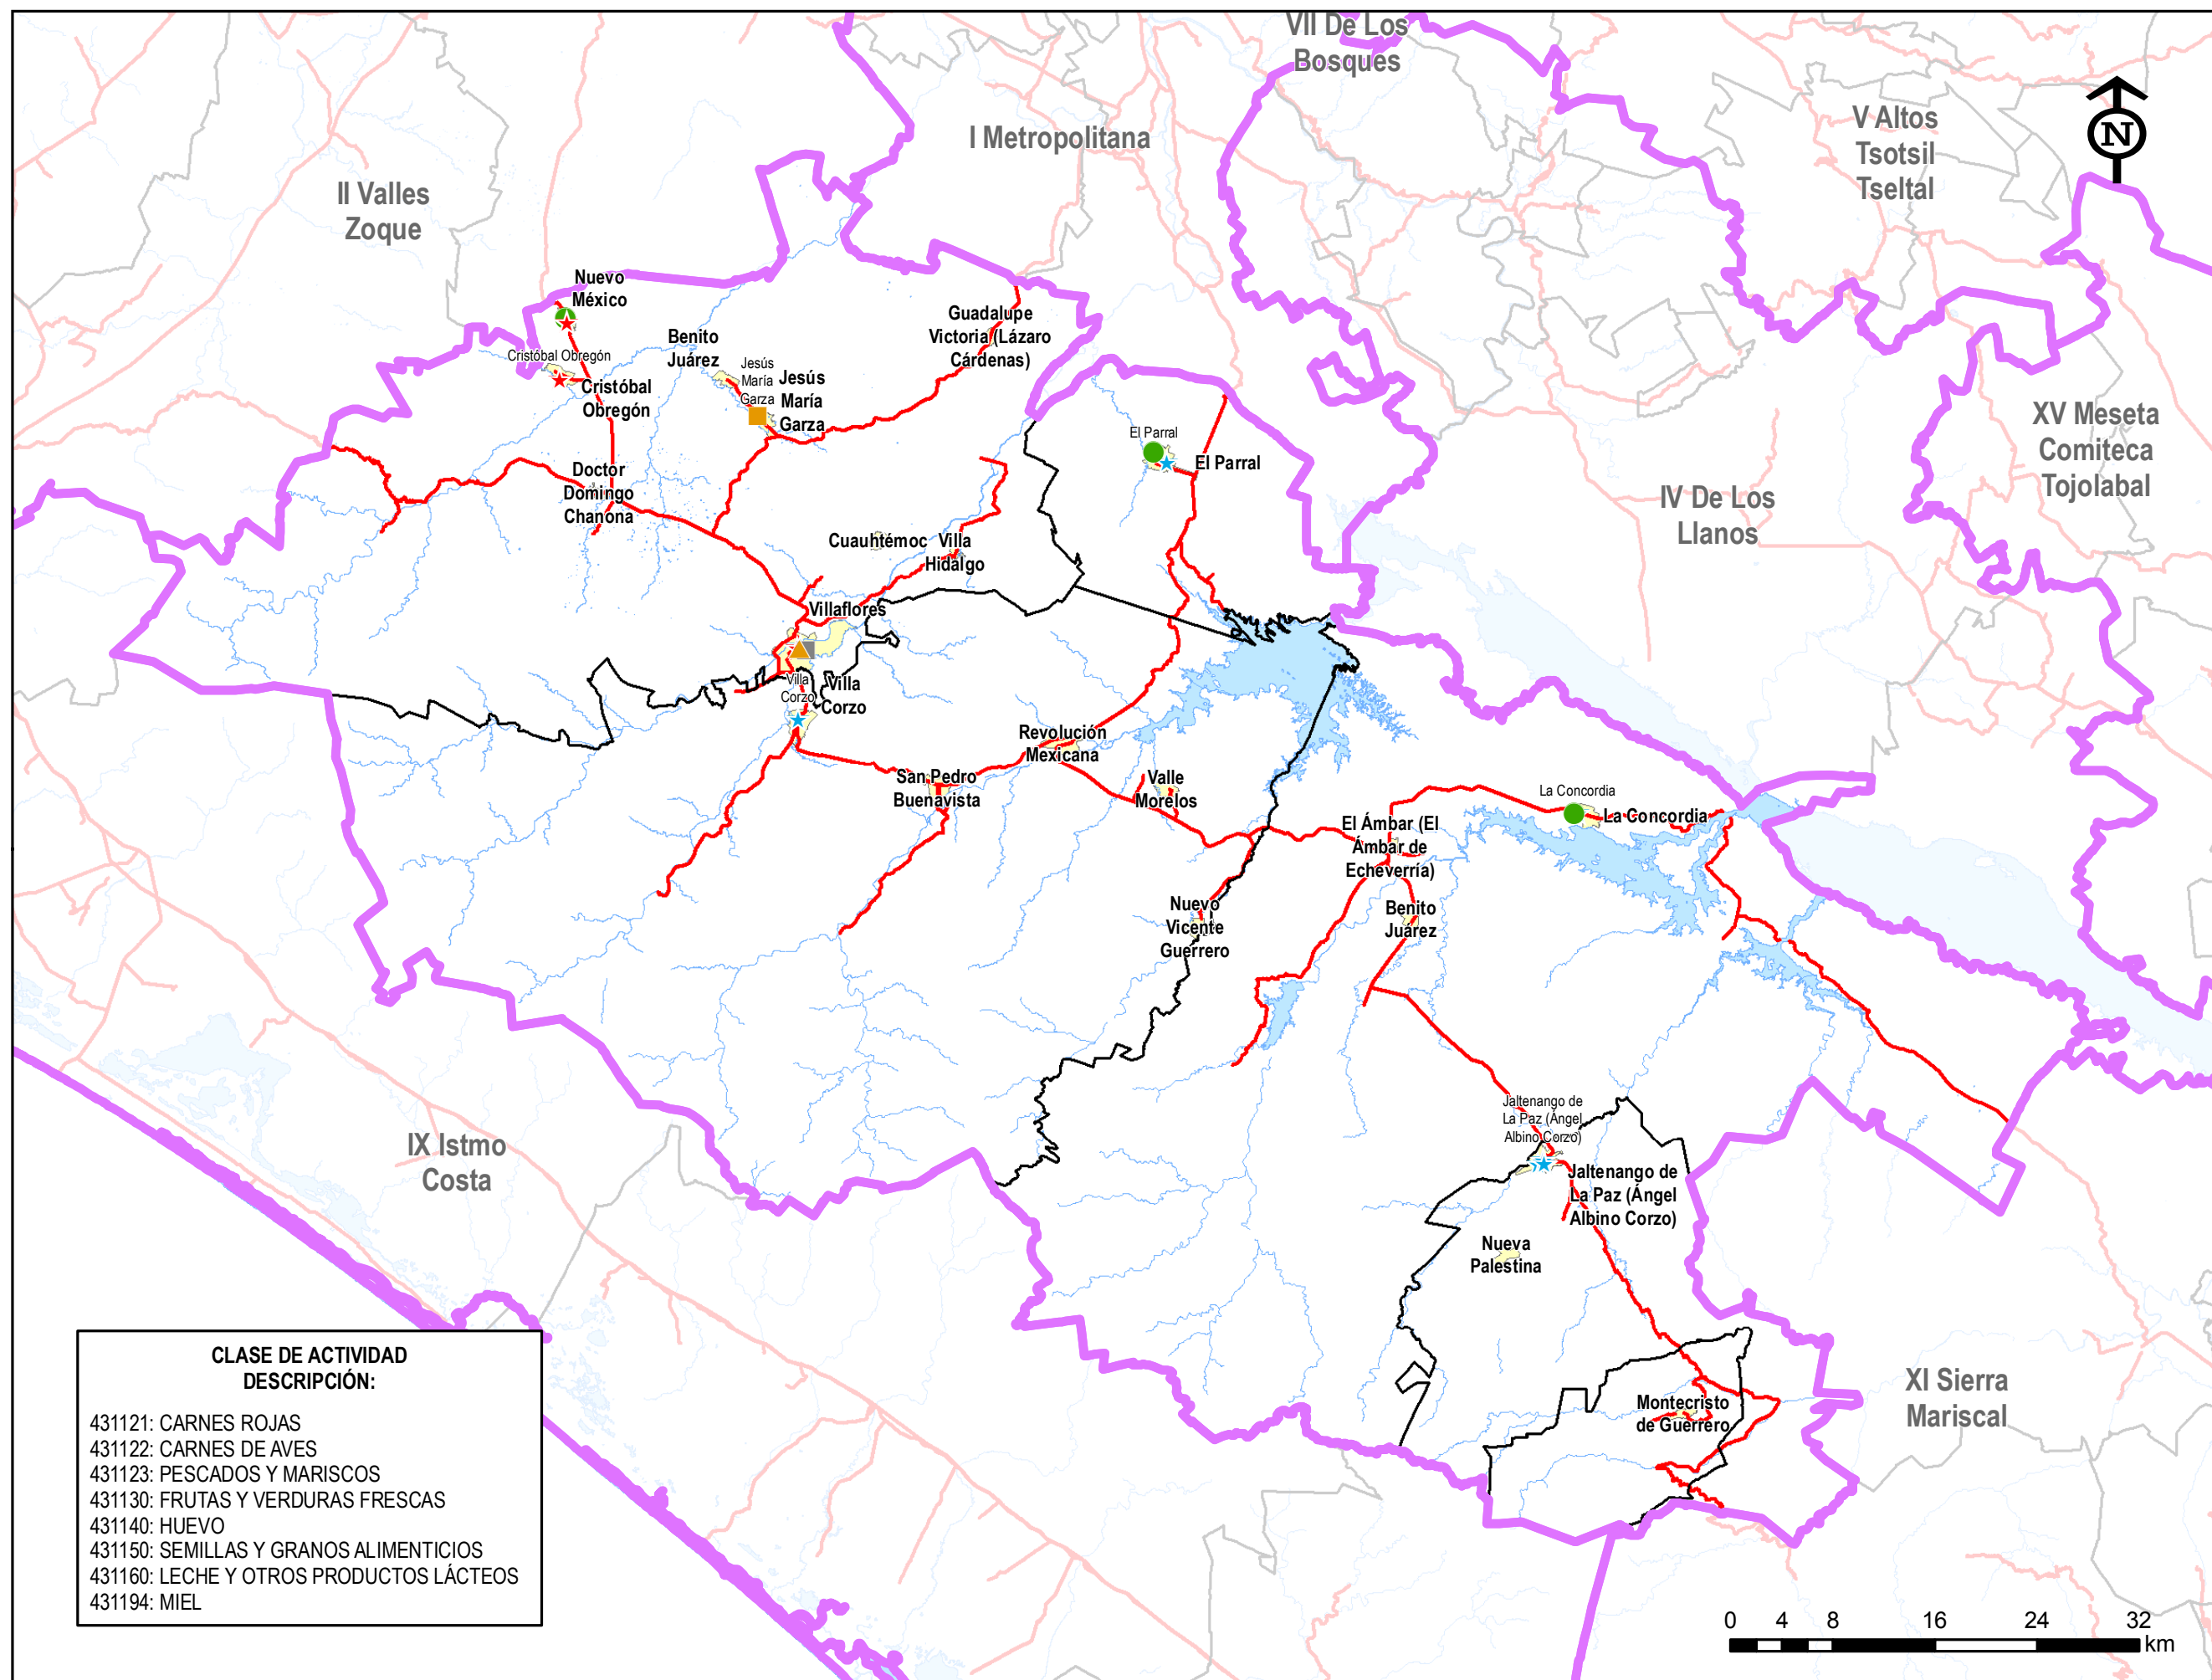 VII De Los
Bosques
I Metropolitana
V Altos
Tsotsil
Tseltal
N
II Valles
Zoque
Nuevo
México
Guadalupe
Victoria (Lázaro
Cárdenas)
Benito
Juárez
Cristóbal Obregón
Jesús
María
Garza
Jesús
María
Garza
Cristóbal
Obregón
XV Meseta
Comiteca
Tojolabal
El Parral
El Parral
Doctor
Domingo
Chanona
IV De Los
Llanos
Cuauhtémoc
Villa
Hidalgo
Villaflores
Villa
Corzo
Villa
Corzo
Revolución
Mexicana
San Pedro
Buenavista
Valle
Morelos
La Concordia
La Concordia
El Ámbar (El
Ámbar de
Echeverría)
Nuevo
Vicente
Guerrero
Benito
Juárez
Jaltenango de
La Paz (Ángel
Albino Corzo)
Jaltenango de
La Paz (Ángel
Albino Corzo)
IX Istmo
Costa
Nueva
Palestina
XI Sierra
Mariscal
Montecristo
de Guerrero
CLASE DE ACTIVIDAD
DESCRIPCIÓN:
431121: CARNES ROJAS
431122: CARNES DE AVES
431123: PESCADOS Y MARISCOS
431130: FRUTAS Y VERDURAS FRESCAS
431140: HUEVO
431150: SEMILLAS Y GRANOS ALIMENTICIOS
431160: LECHE Y OTROS PRODUCTOS LÁCTEOS
431194: MIEL
0 4 8 16 24 32
km